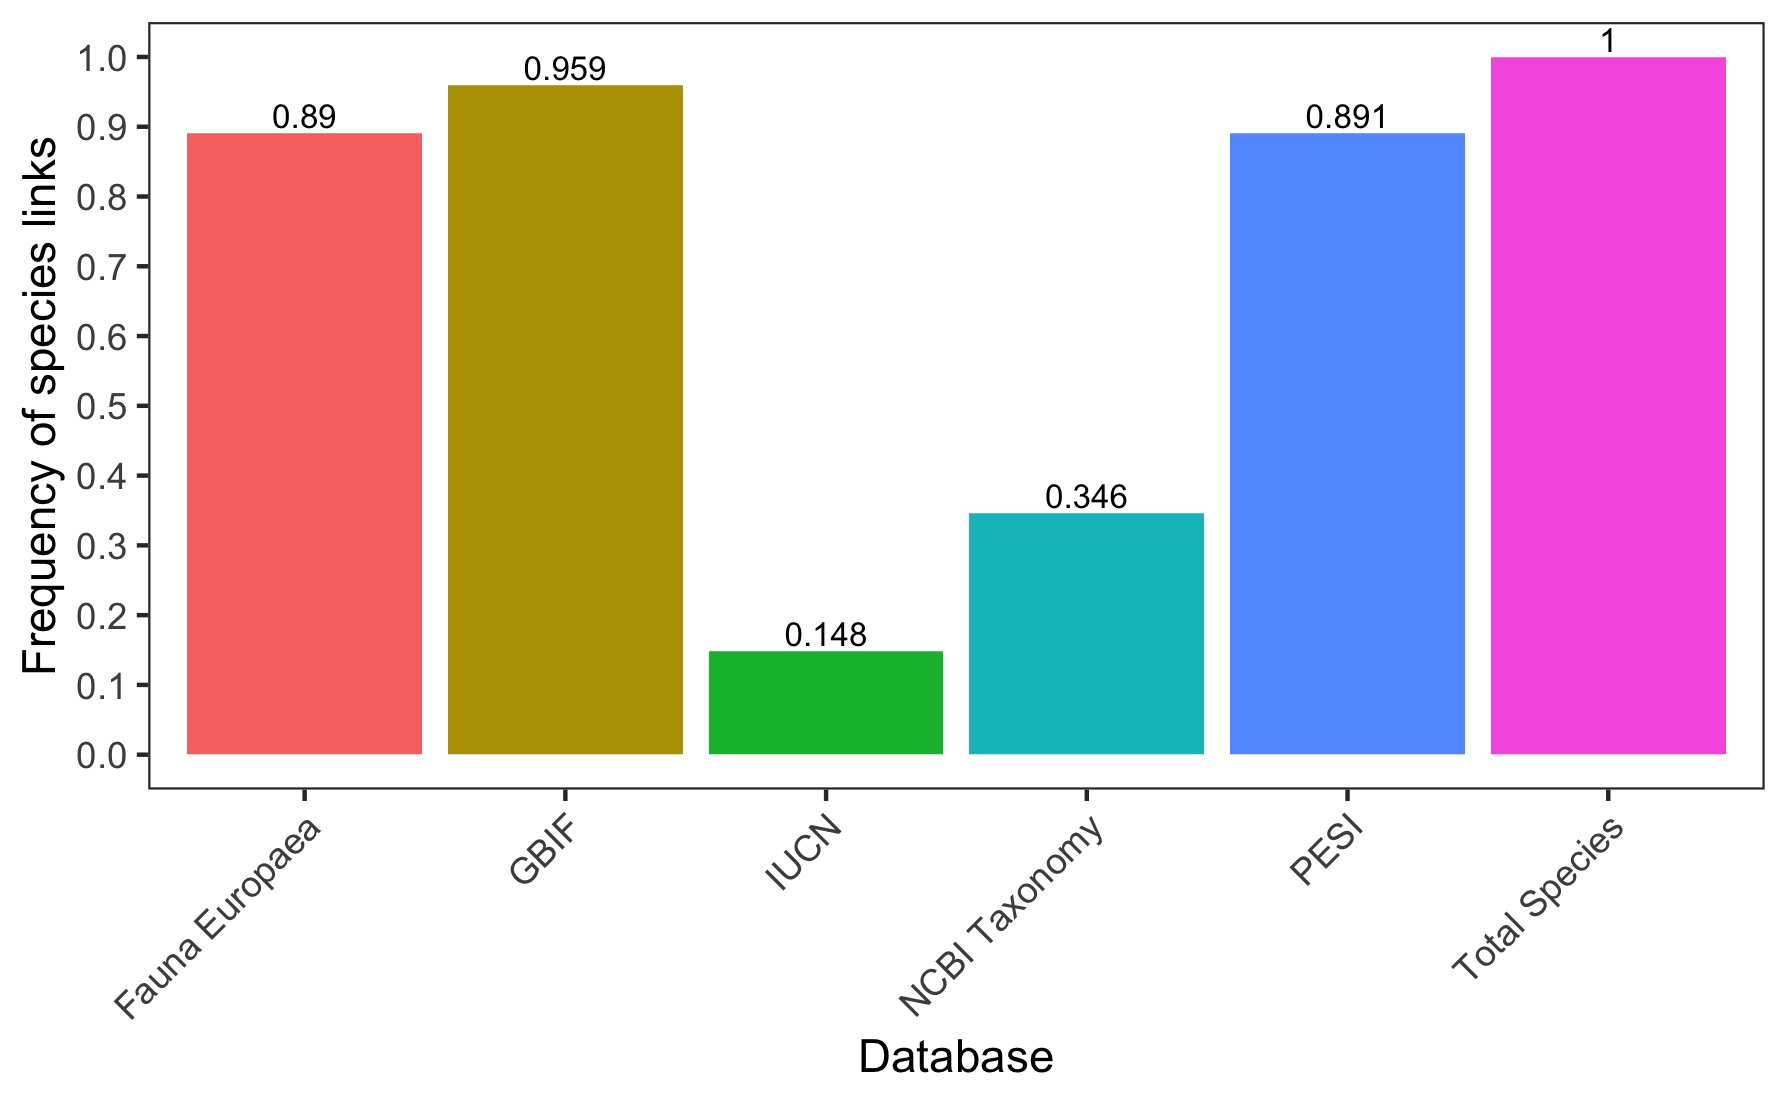 Frequency of species links
1.0
0.9
0.8
0.7
0.6
0.5
0.4
0.3
0.2
0.1
0.0
0.89
0.959
0.148
0.346
0.891
1
Fauna Europaea
GBIF
IUCN
NCBI Taxonomy
PESI
Total Species
Database